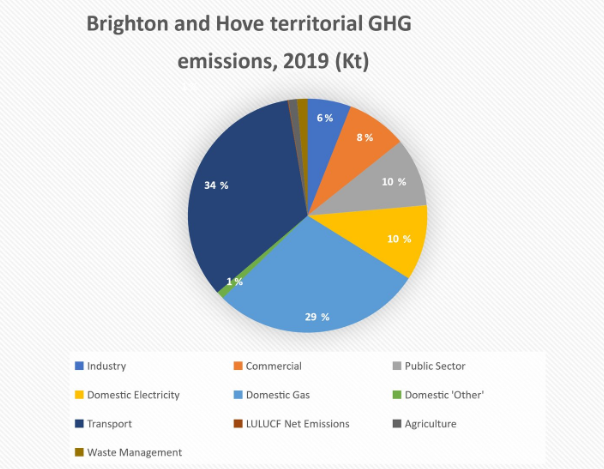 Brighton and Hove territorial GHG
emissions, 2019 (Kt)
6 %
8 %
10 %
10 %
29 %
1 %
34 %
Industry
Commercial
Public Sector
Domestic Electricity
Domestic Gas
Domestic 'Other'
Transport
LULUCF Net Emissions
Agriculture
Waste Management